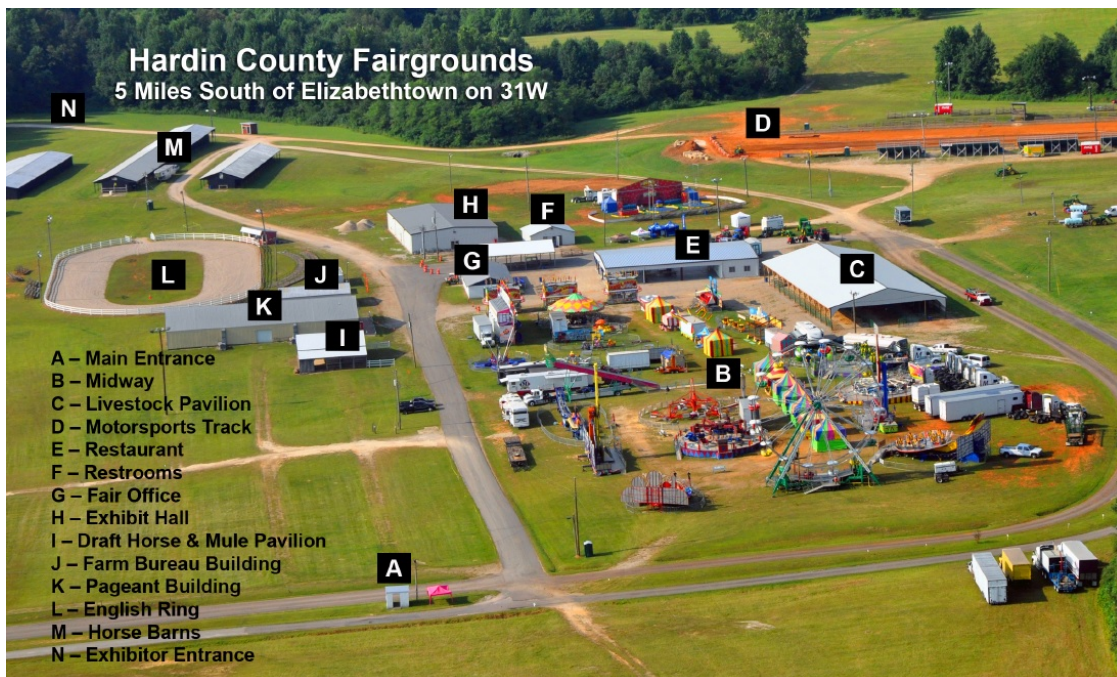 Hardin County Fairgrounds
5 Miles South of Elizabethtown on 31W
N
M
D
H
F
E
G
C
L
J
K
I
B
A
A – Main Entrance
B – Midway
C – Livestock Pavilion
D – Motorsports Track
E – Restaurant
F – Restrooms
G – Fair Office
H – Exhibit Hall
I – Draft Horse & Mule Pavilion
J – Farm Bureau Building
K – Pageant Building
L – English Ring
M – Horse Barns
N – Exhibitor Entrance